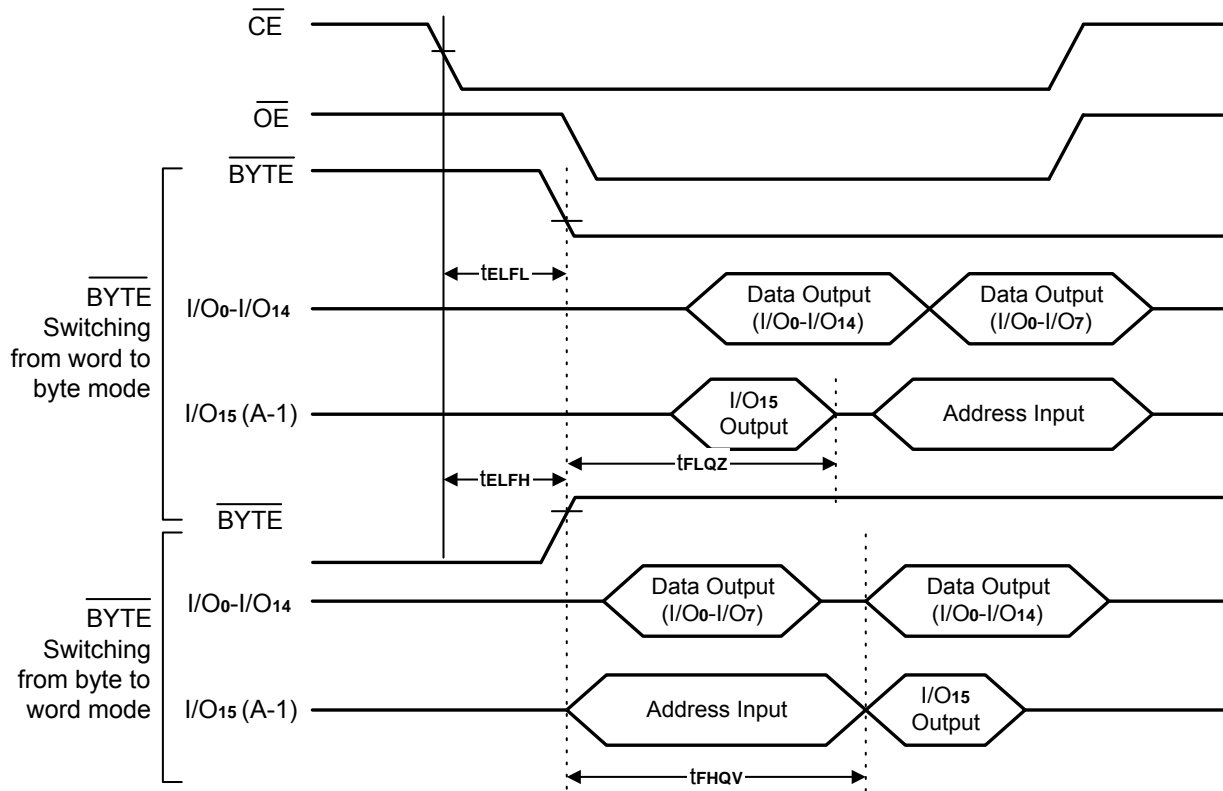 CE
OE
BYTE
BYTE
Switching
from word to
byte mode
tELFL
I/O0-I/O14
Data Output
(I/O0-I/O14)
Data Output
(I/O0-I/O7)
I/O15 (A-1)
I/O15
Output
Address Input
tELFH
tFLQZ
BYTE
BYTE
Switching
from byte to
word mode
I/O0-I/O14
Data Output
(I/O0-I/O7)
Data Output
(I/O0-I/O14)
I/O15 (A-1)
Address Input
I/O15
Output
tFHQV